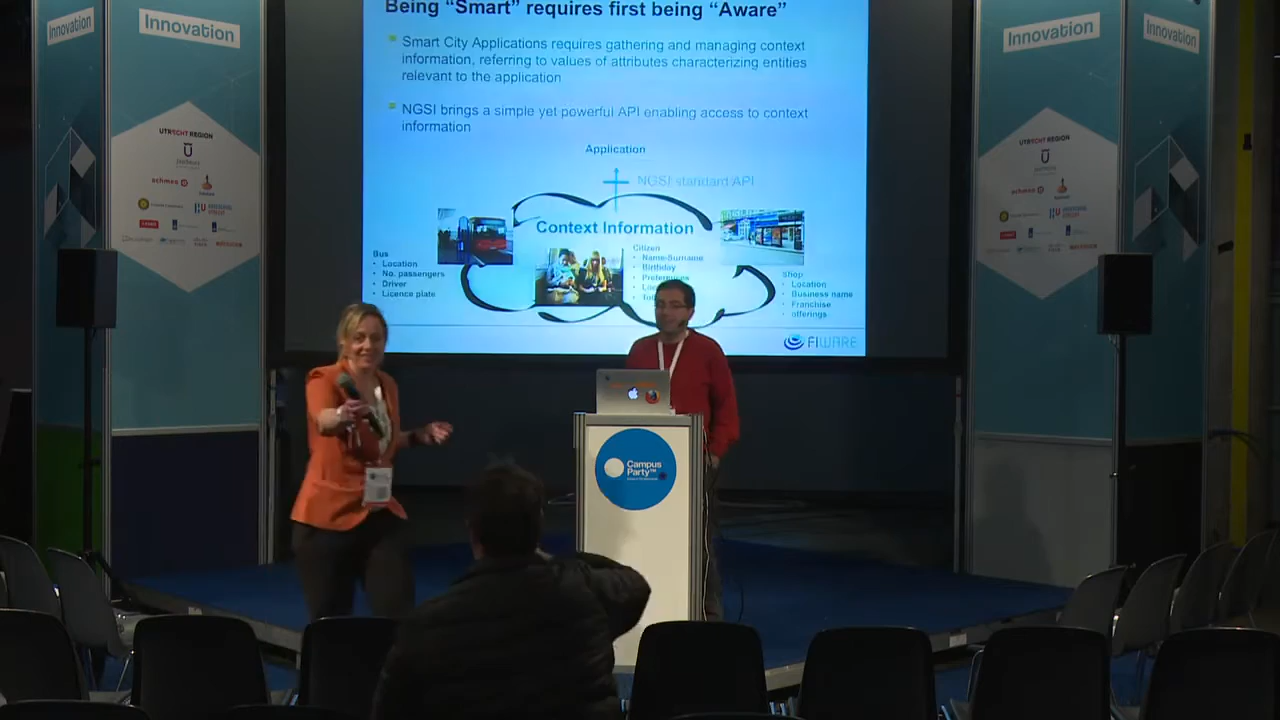 Being “Smart” requires first being “Aware”
Smart City Applications requires gathering and managing context
information, referring to values of attributes characterizing entities
relevant to the application
NGSI brings a simple yet powerful API enabling access to context
information
Application
NGSI standard API
Context Information
Bus
• Location
• No. passengers
• Driver
• Licence plate
Citizen
• Name-Surname
• Birthday
• Preferences
Shop
• Location
• Business name
• Franchise
• offerings
FIWARE
Innovation
Innovation
Innovation
Innovation
UTRECHT REGION
achmea
UTRECHT REGION
achmea
Campus
Party™